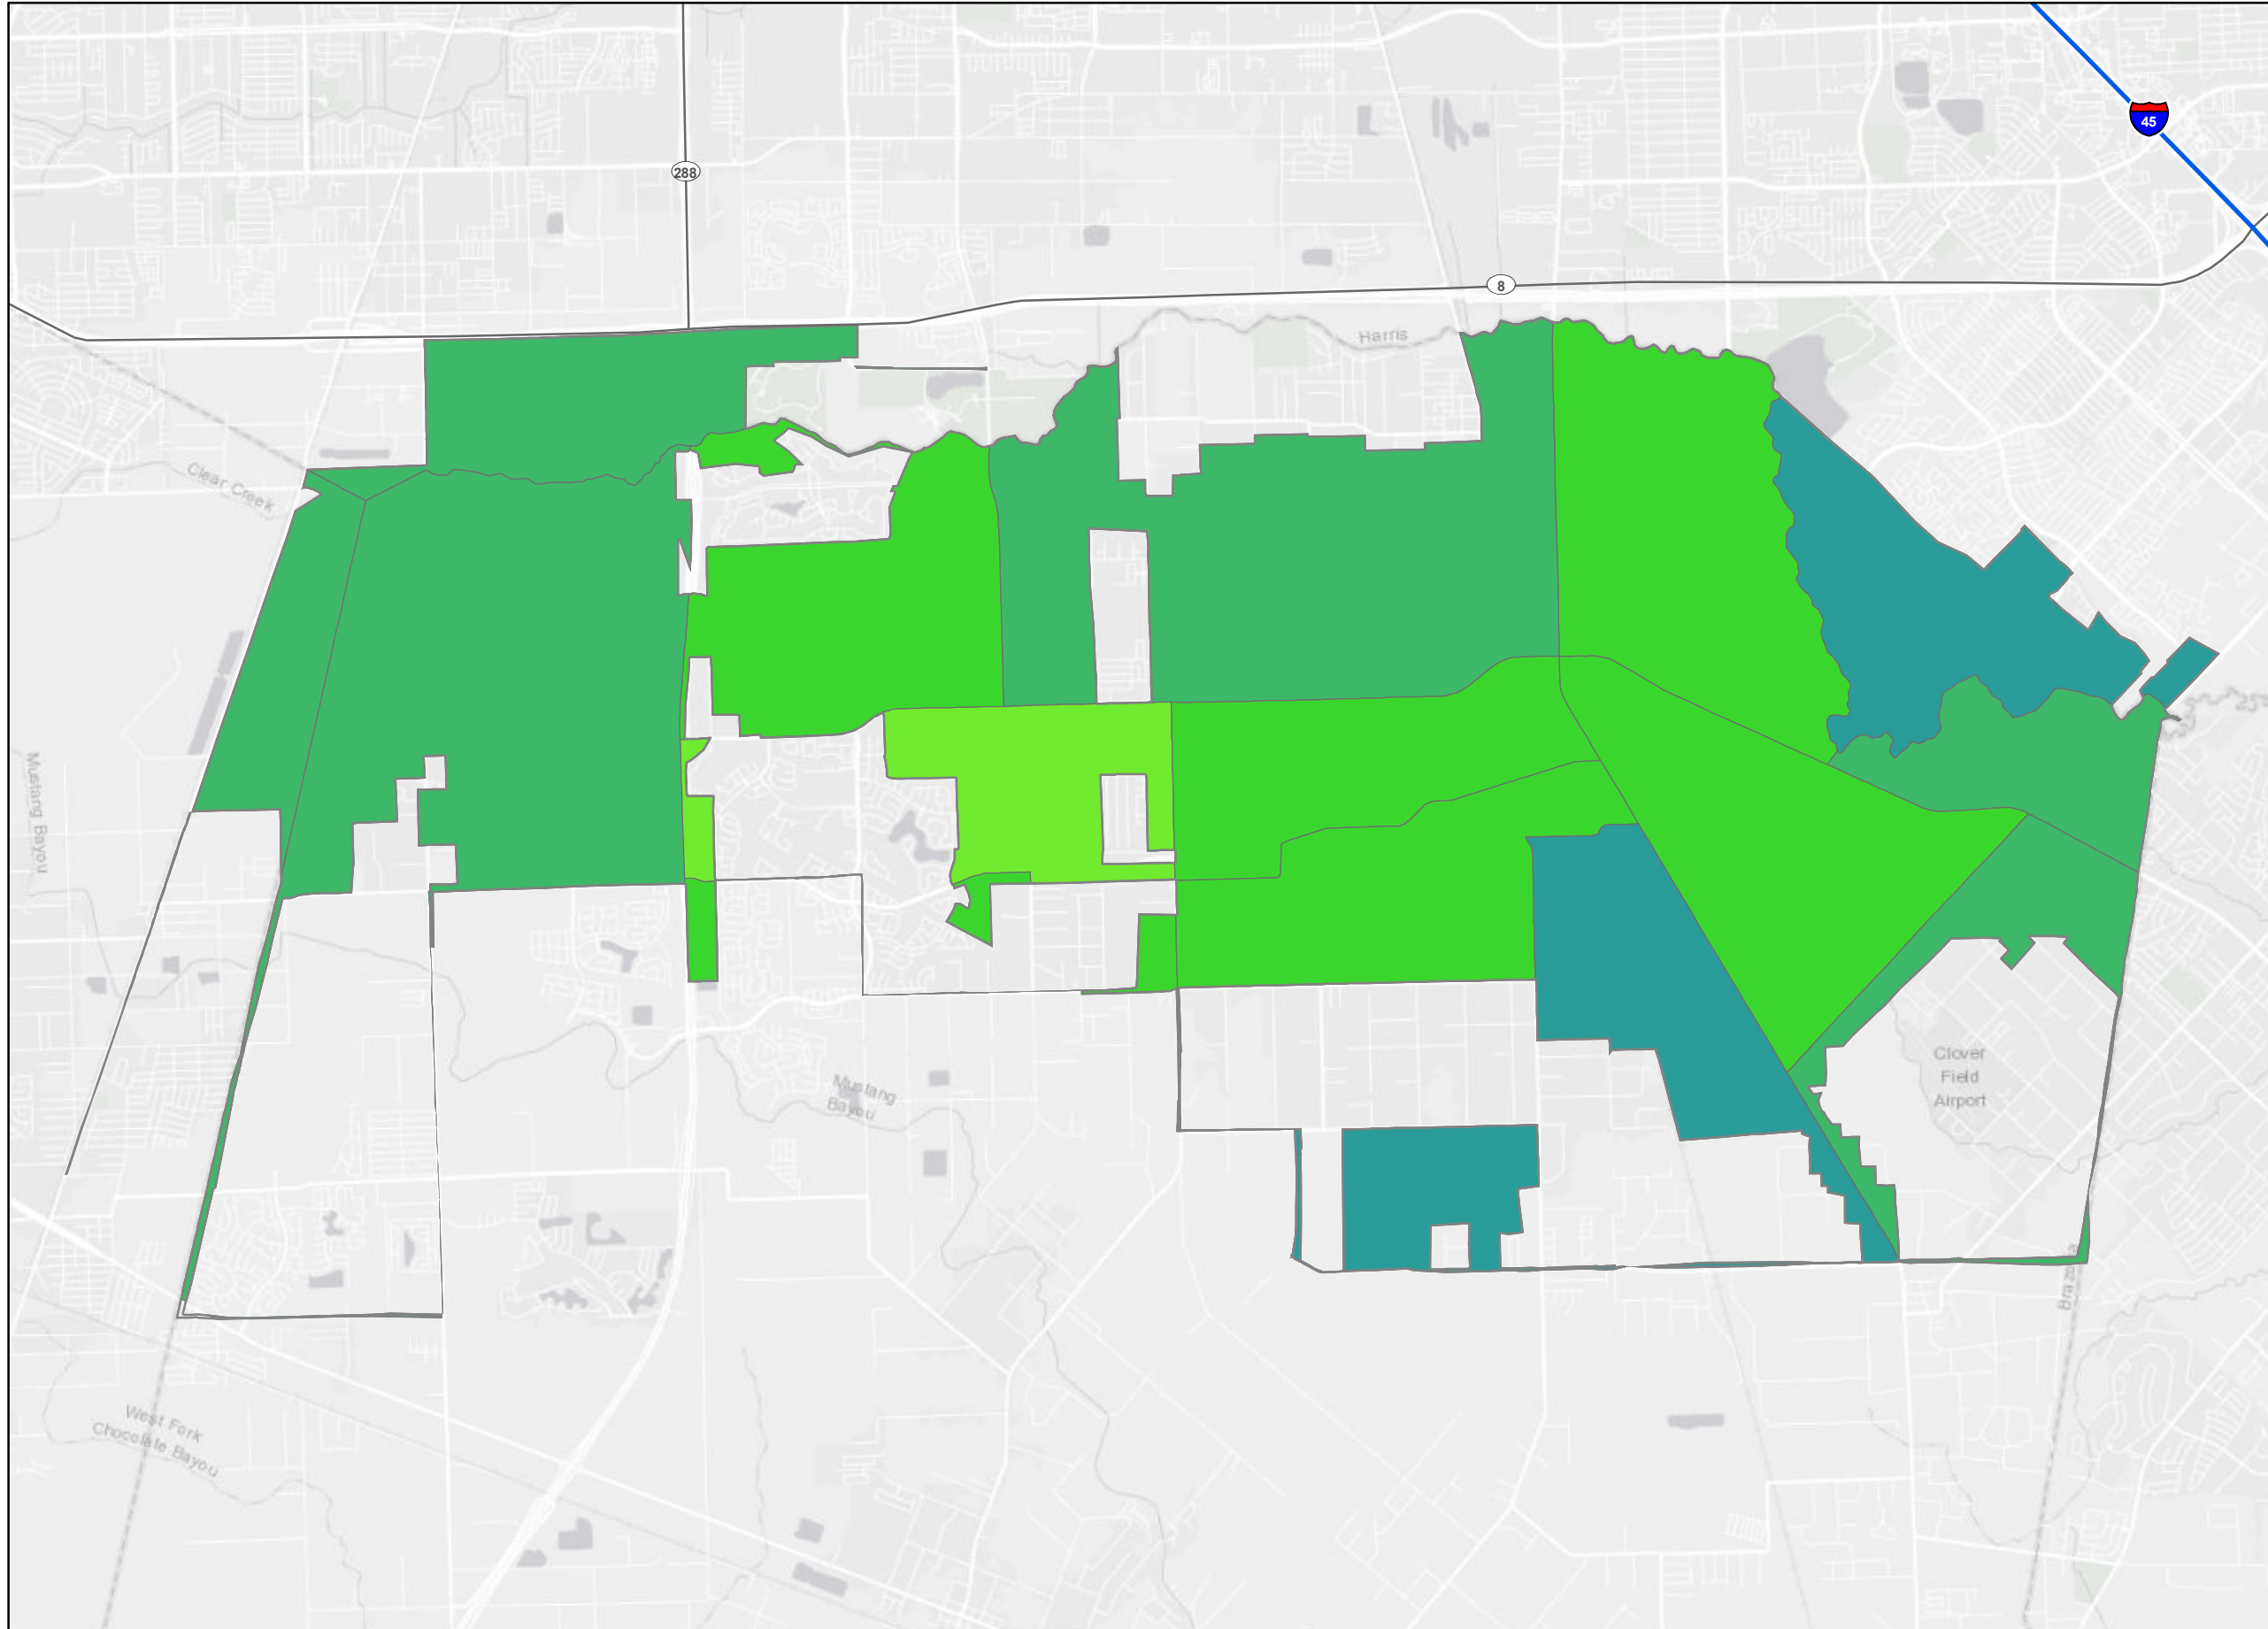 45
288
8
Harris
Clear Creek
Mustang Bayou
Clover
Field
Airport
Mustang
Bayou
West Fork
Chocolate Bayou